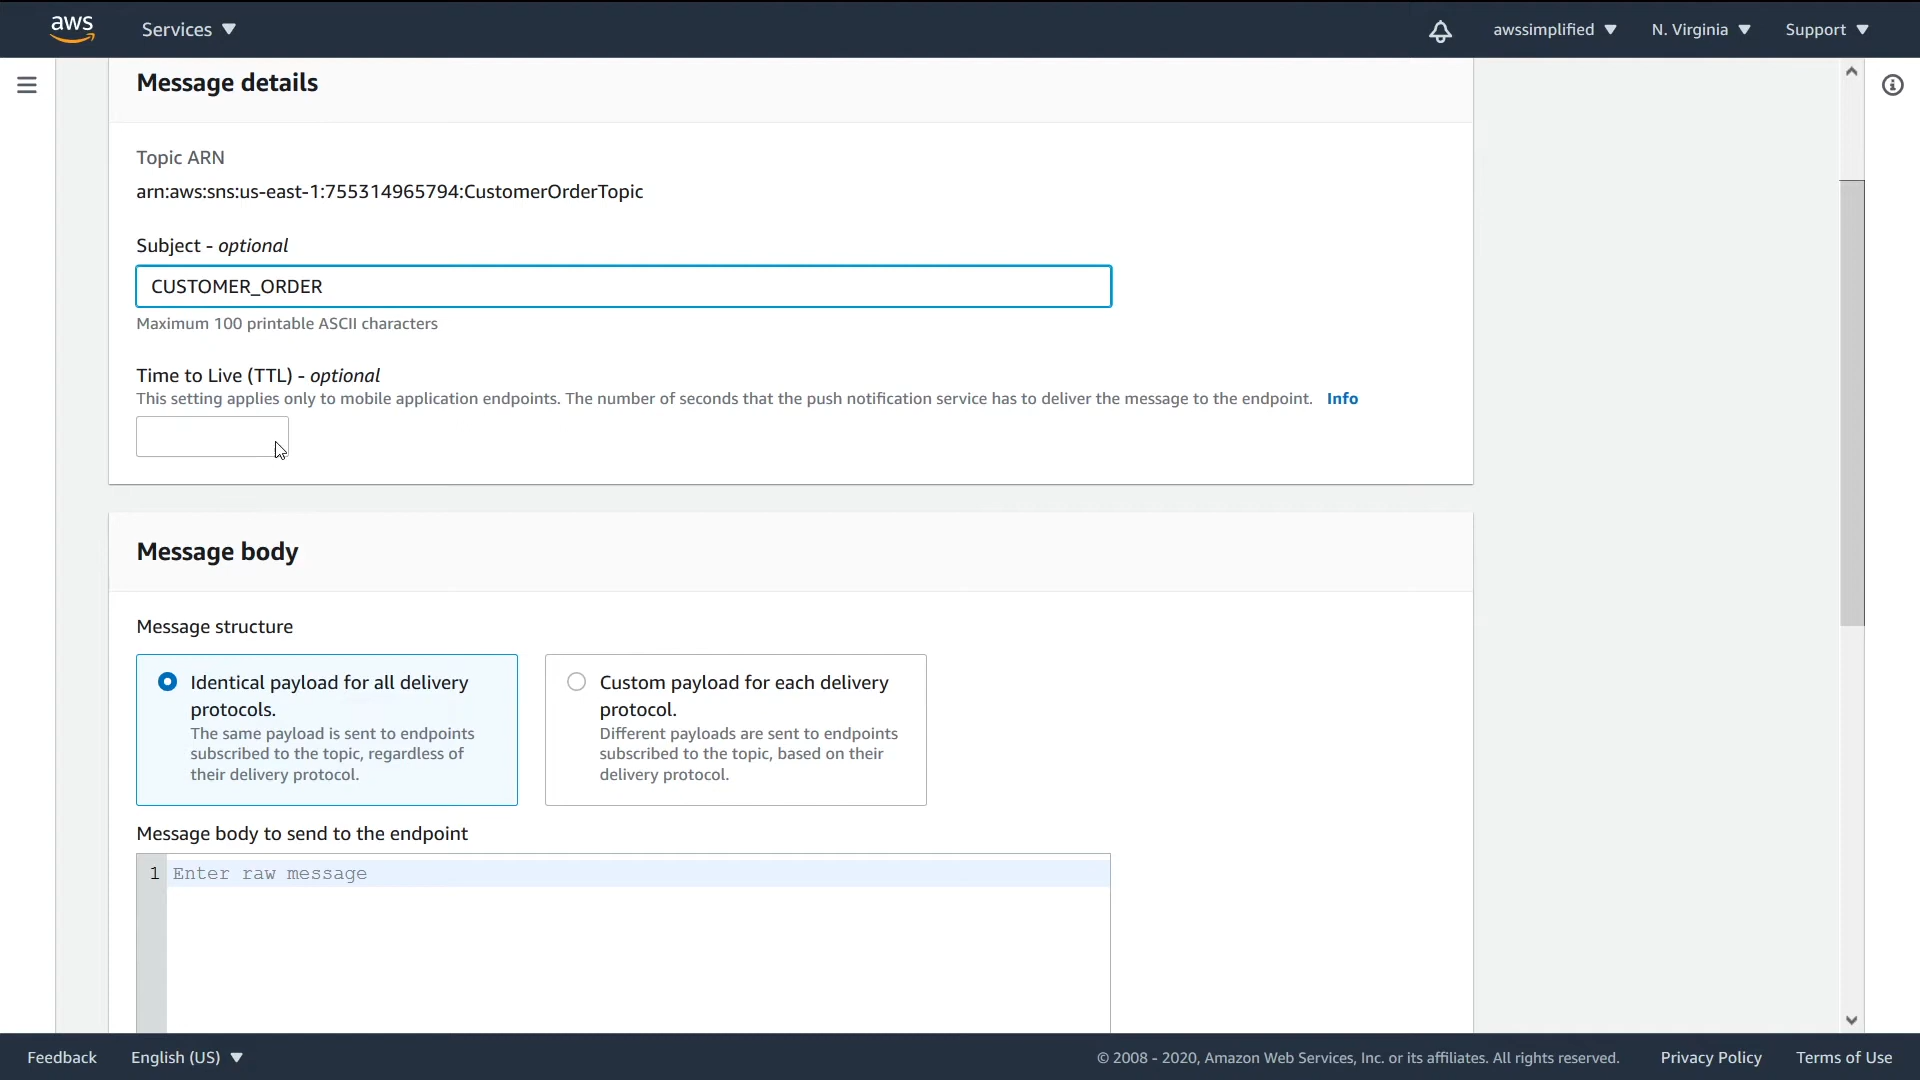 aws
Services
awssimplified
N. Virginia
Support
Message details
Topic ARN
arn:aws:sns:us-east-1:755314965794:CustomerOrderTopic
Subject - optional
CUSTOMER_ORDER
Maximum 100 printable ASCII characters
Time to Live (TTL) - optional
This setting applies only to mobile application endpoints. The number of seconds that the push notification service has to deliver the message to the endpoint. Info
Message body
Message structure
Identical payload for all delivery
protocols.
The same payload is sent to endpoints
subscribed to the topic, regardless of
their delivery protocol.
Custom payload for each delivery
protocol.
Different payloads are sent to endpoints
subscribed to the topic, based on their
delivery protocol.
Message body to send to the endpoint
1 Enter raw message
Feedback
English (US)
© 2008 - 2020, Amazon Web Services, Inc. or its affiliates. All rights reserved.
Privacy Policy
Terms of Use